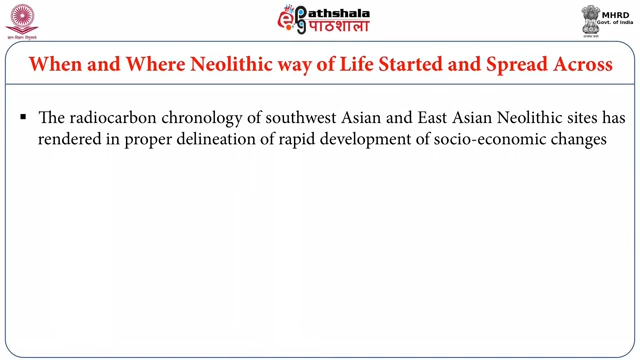 Pathshala
पाठशाला
MHRD
Govt. of India
When and Where Neolithic way of Life Started and Spread Across
The radiocarbon chronology of southwest Asian and East Asian Neolithic sites has
rendered in proper delineation of rapid development of socio-economic changes